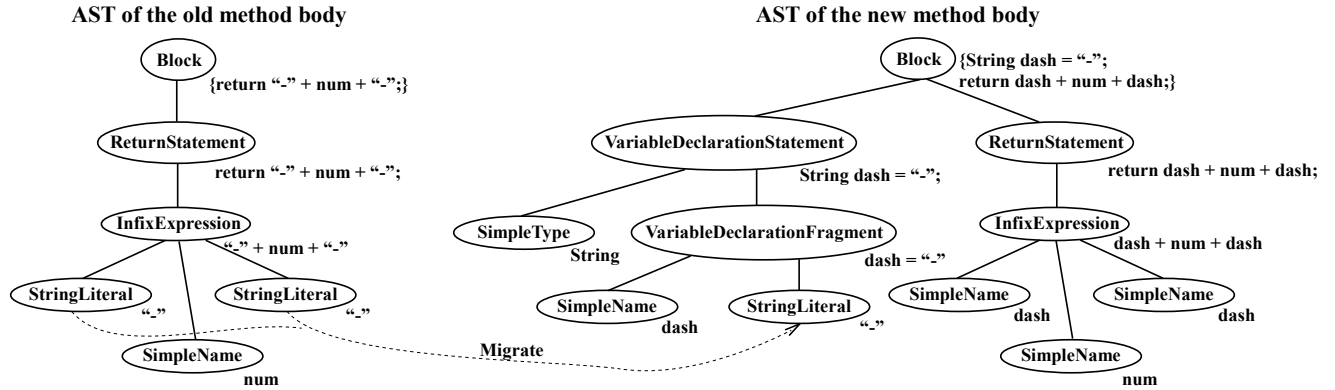 AST of the old method body
AST of the new method body
Block
{return “-” + num + “-”;}
ReturnStatement
return “-” + num + “-”;
InfixExpression
“-” + num + “-”
StringLiteral
“-”
StringLiteral
“-”
SimpleName
num
Migrate
Block
{String dash = “-”;
return dash + num + dash;}
VariableDeclarationStatement
String dash = “-”;
ReturnStatement
return dash + num + dash;
SimpleType
String
VariableDeclarationFragment
dash = “-”
InfixExpression
dash + num + dash
SimpleName
dash
StringLiteral
“-”
SimpleName
dash
SimpleName
dash
SimpleName
num